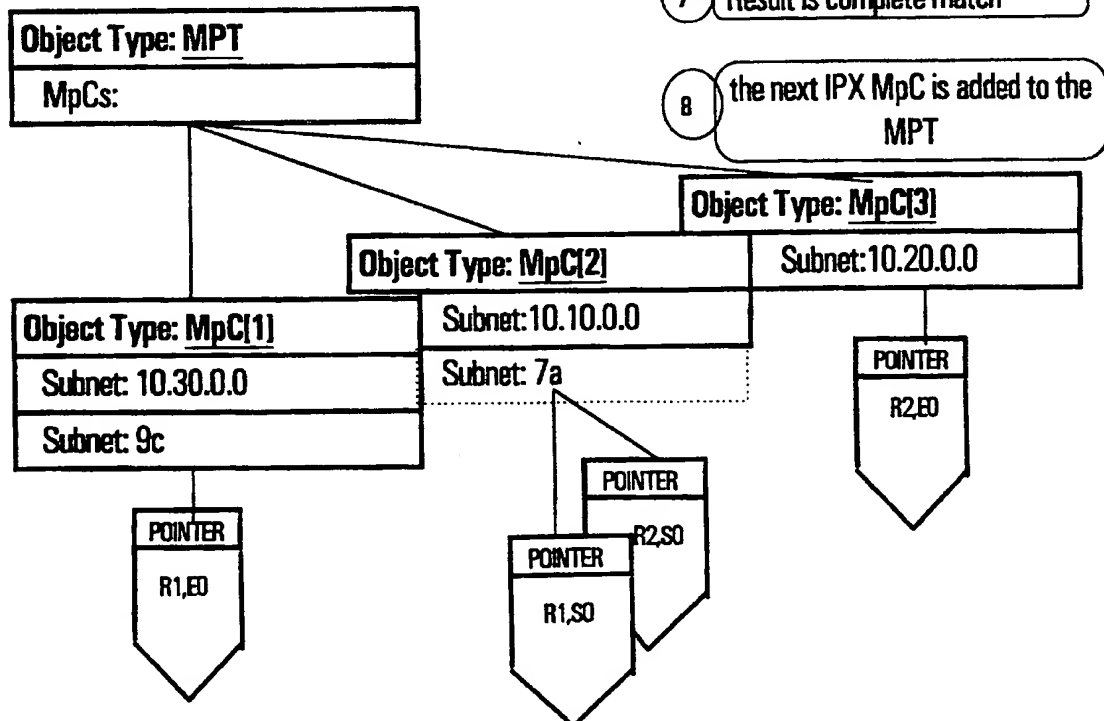 7 Result is complete match
Object Type: MPT
MpCs:
8 the next IPX MpC is added to the
MPT
Object Type: MpC[3]
Subnet:10.20.0.0
Object Type: MpC[2]
Subnet:10.10.0.0
Subnet: 7a
Object Type: MpC[1]
Subnet: 10.30.0.0
Subnet: 9c
POINTER
R2,E0
POINTER
R2,S0
POINTER
R1,E0
POINTER
R1,S0